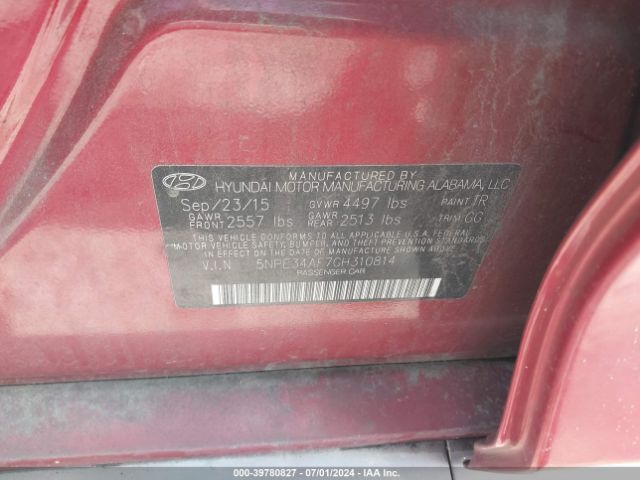 MANUFACTURED BY
HYUNDAI MOTOR MANUFACTURING ALABAMA, LLC
Sep/23/15 GVWR 4497 lbs PAINT TR
GAWR FRONT 2557 lbs GAWR REAR 2513 lbs TRIM GG
THIS VEHICLE CONFORMS TO ALL APPLICABLE U.S.A. FEDERAL
MOTOR VEHICLE SAFETY, BUMPER, AND THEFT PREVENTION STANDARDS
IN EFFECT ON THE DATE OF MANUFACTURE SHOWN ABOVE.
V.I.N 5NPE34AF7GH310814
PASSENGER CAR
000-39780827 - 07/01/2024 - IAA Inc.